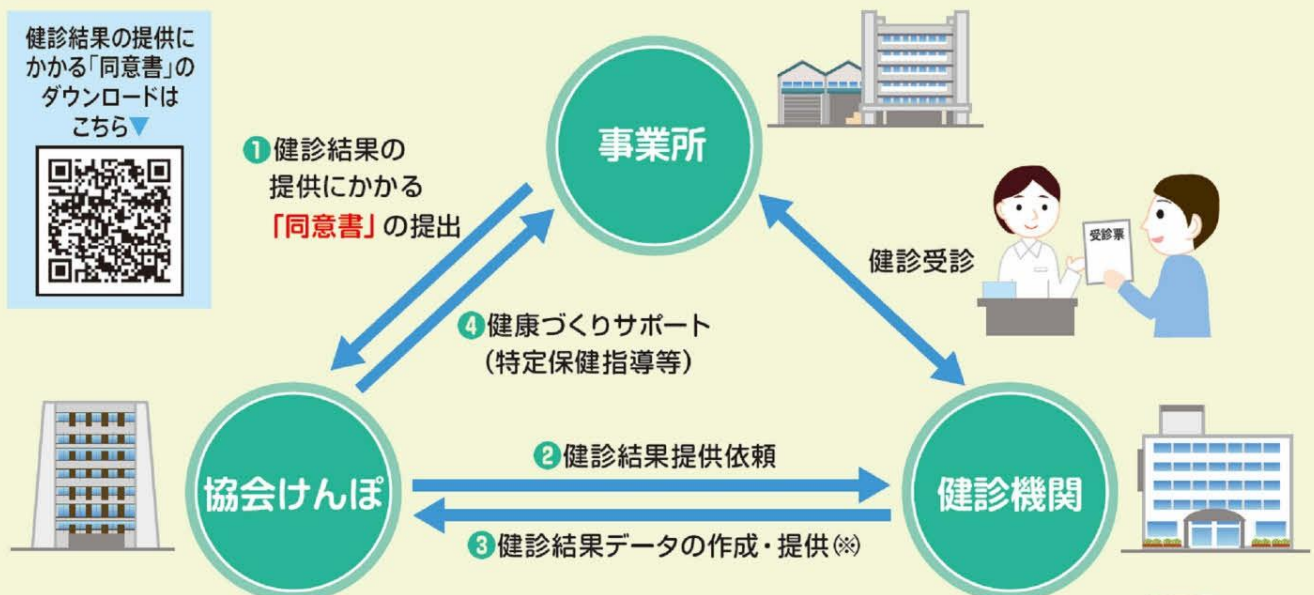 健診結果の提供に
かかる「同意書」の
ダウンロードは
こちら▼
事業所
❶健診結果の
提供にかかる
「同意書」の提出
受診票
健診受診
❹健康づくりサポート
(特定保健指導等)
❷健診結果提供依頼
協会けんぽ
健診機関
❸健診結果データの作成・提供(※)